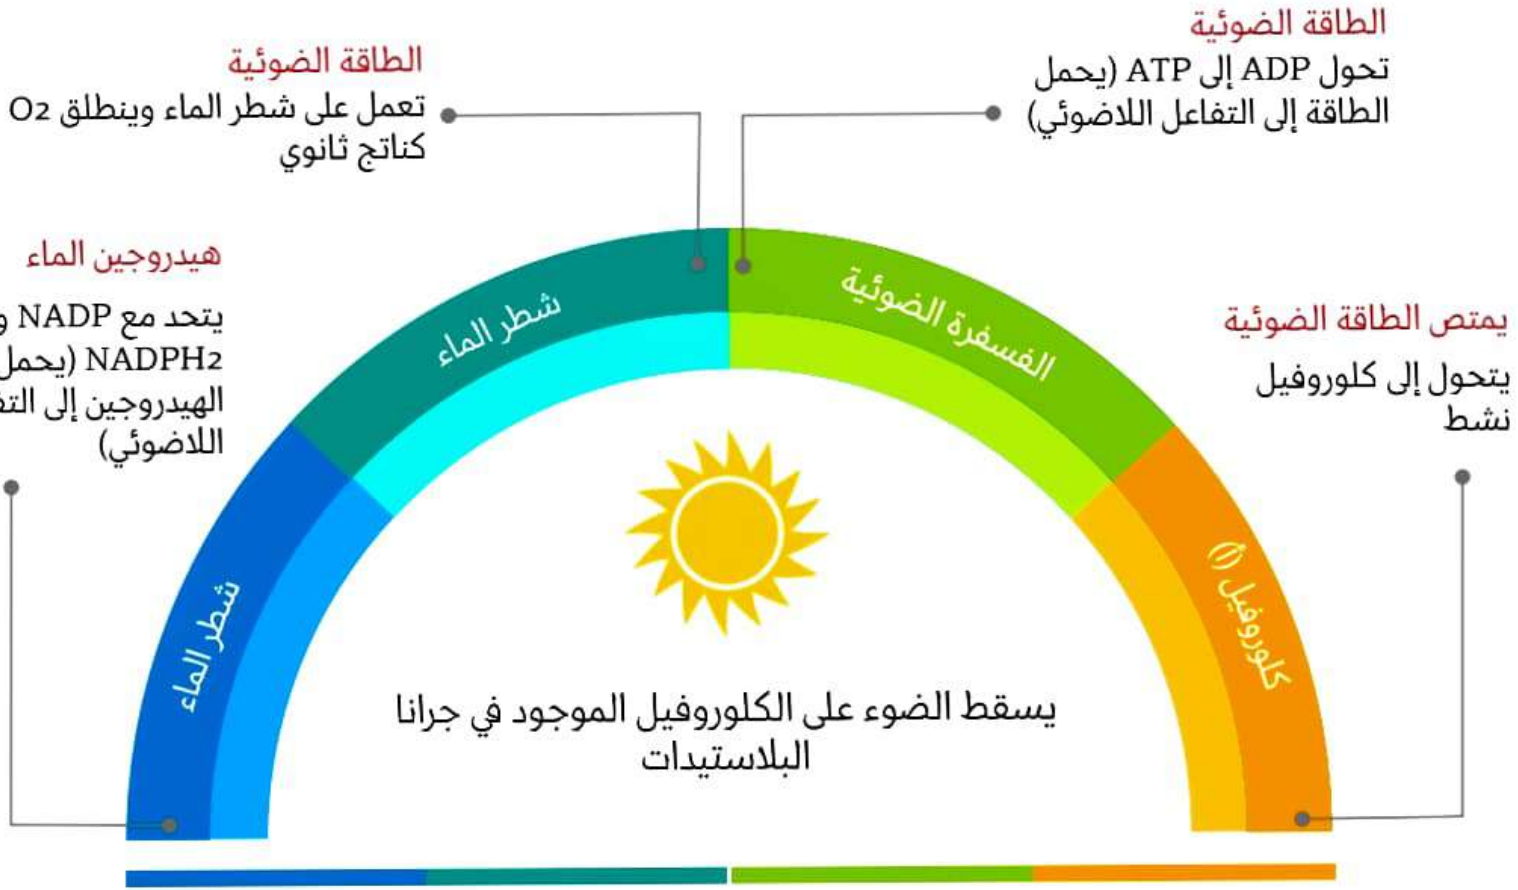 الطاقة الضوئية
تحول ADP إلى ATP (يحمل
الطاقة إلى التفاعل اللاضوئي)
الطاقة الضوئية
تعمل على شطر الماء وينطلق O2
كناتج ثانوي
يمتص الطاقة الضوئية
يتحول إلى كلوروفيل
نشط
هيدروجين الماء
يتحد مع NADP
NADPH2 (يحمل
الهيدروجين إلى
اللاضوئي)
كلوروفيل (أ)
الفسفرة الضوئية
شطر الماء
شطر الماء
يسقط الضوء على الكلوروفيل الموجود في جرانا
البلاستيدات